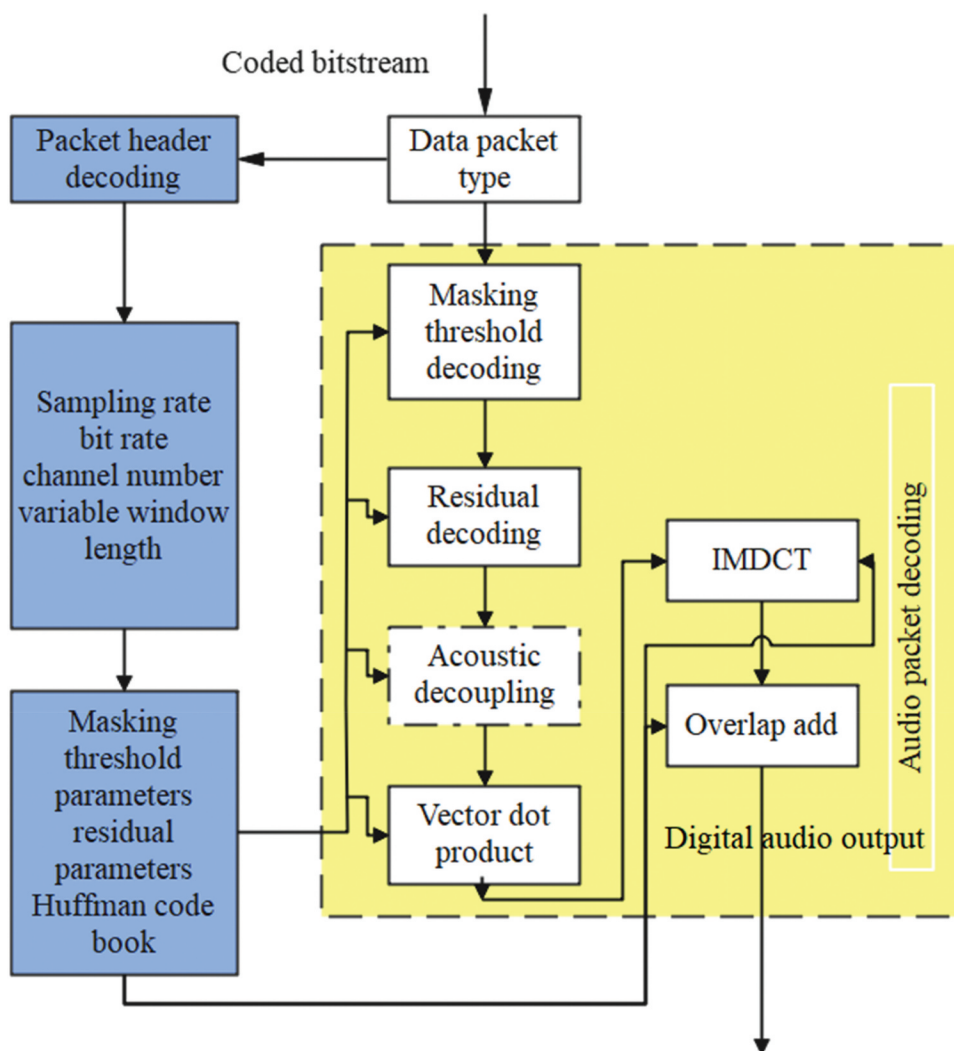 Coded bitstream
Packet header
decoding
Data packet
type
Masking
threshold
decoding
Sampling rate
bit rate
channel number
variable window
length
Residual
decoding
IMDCT
Audio packet decoding
Acoustic
decoupling
Overlap add
Masking
threshold
parameters
residual
parameters
Huffman code
book
Vector dot
product
Digital audio output